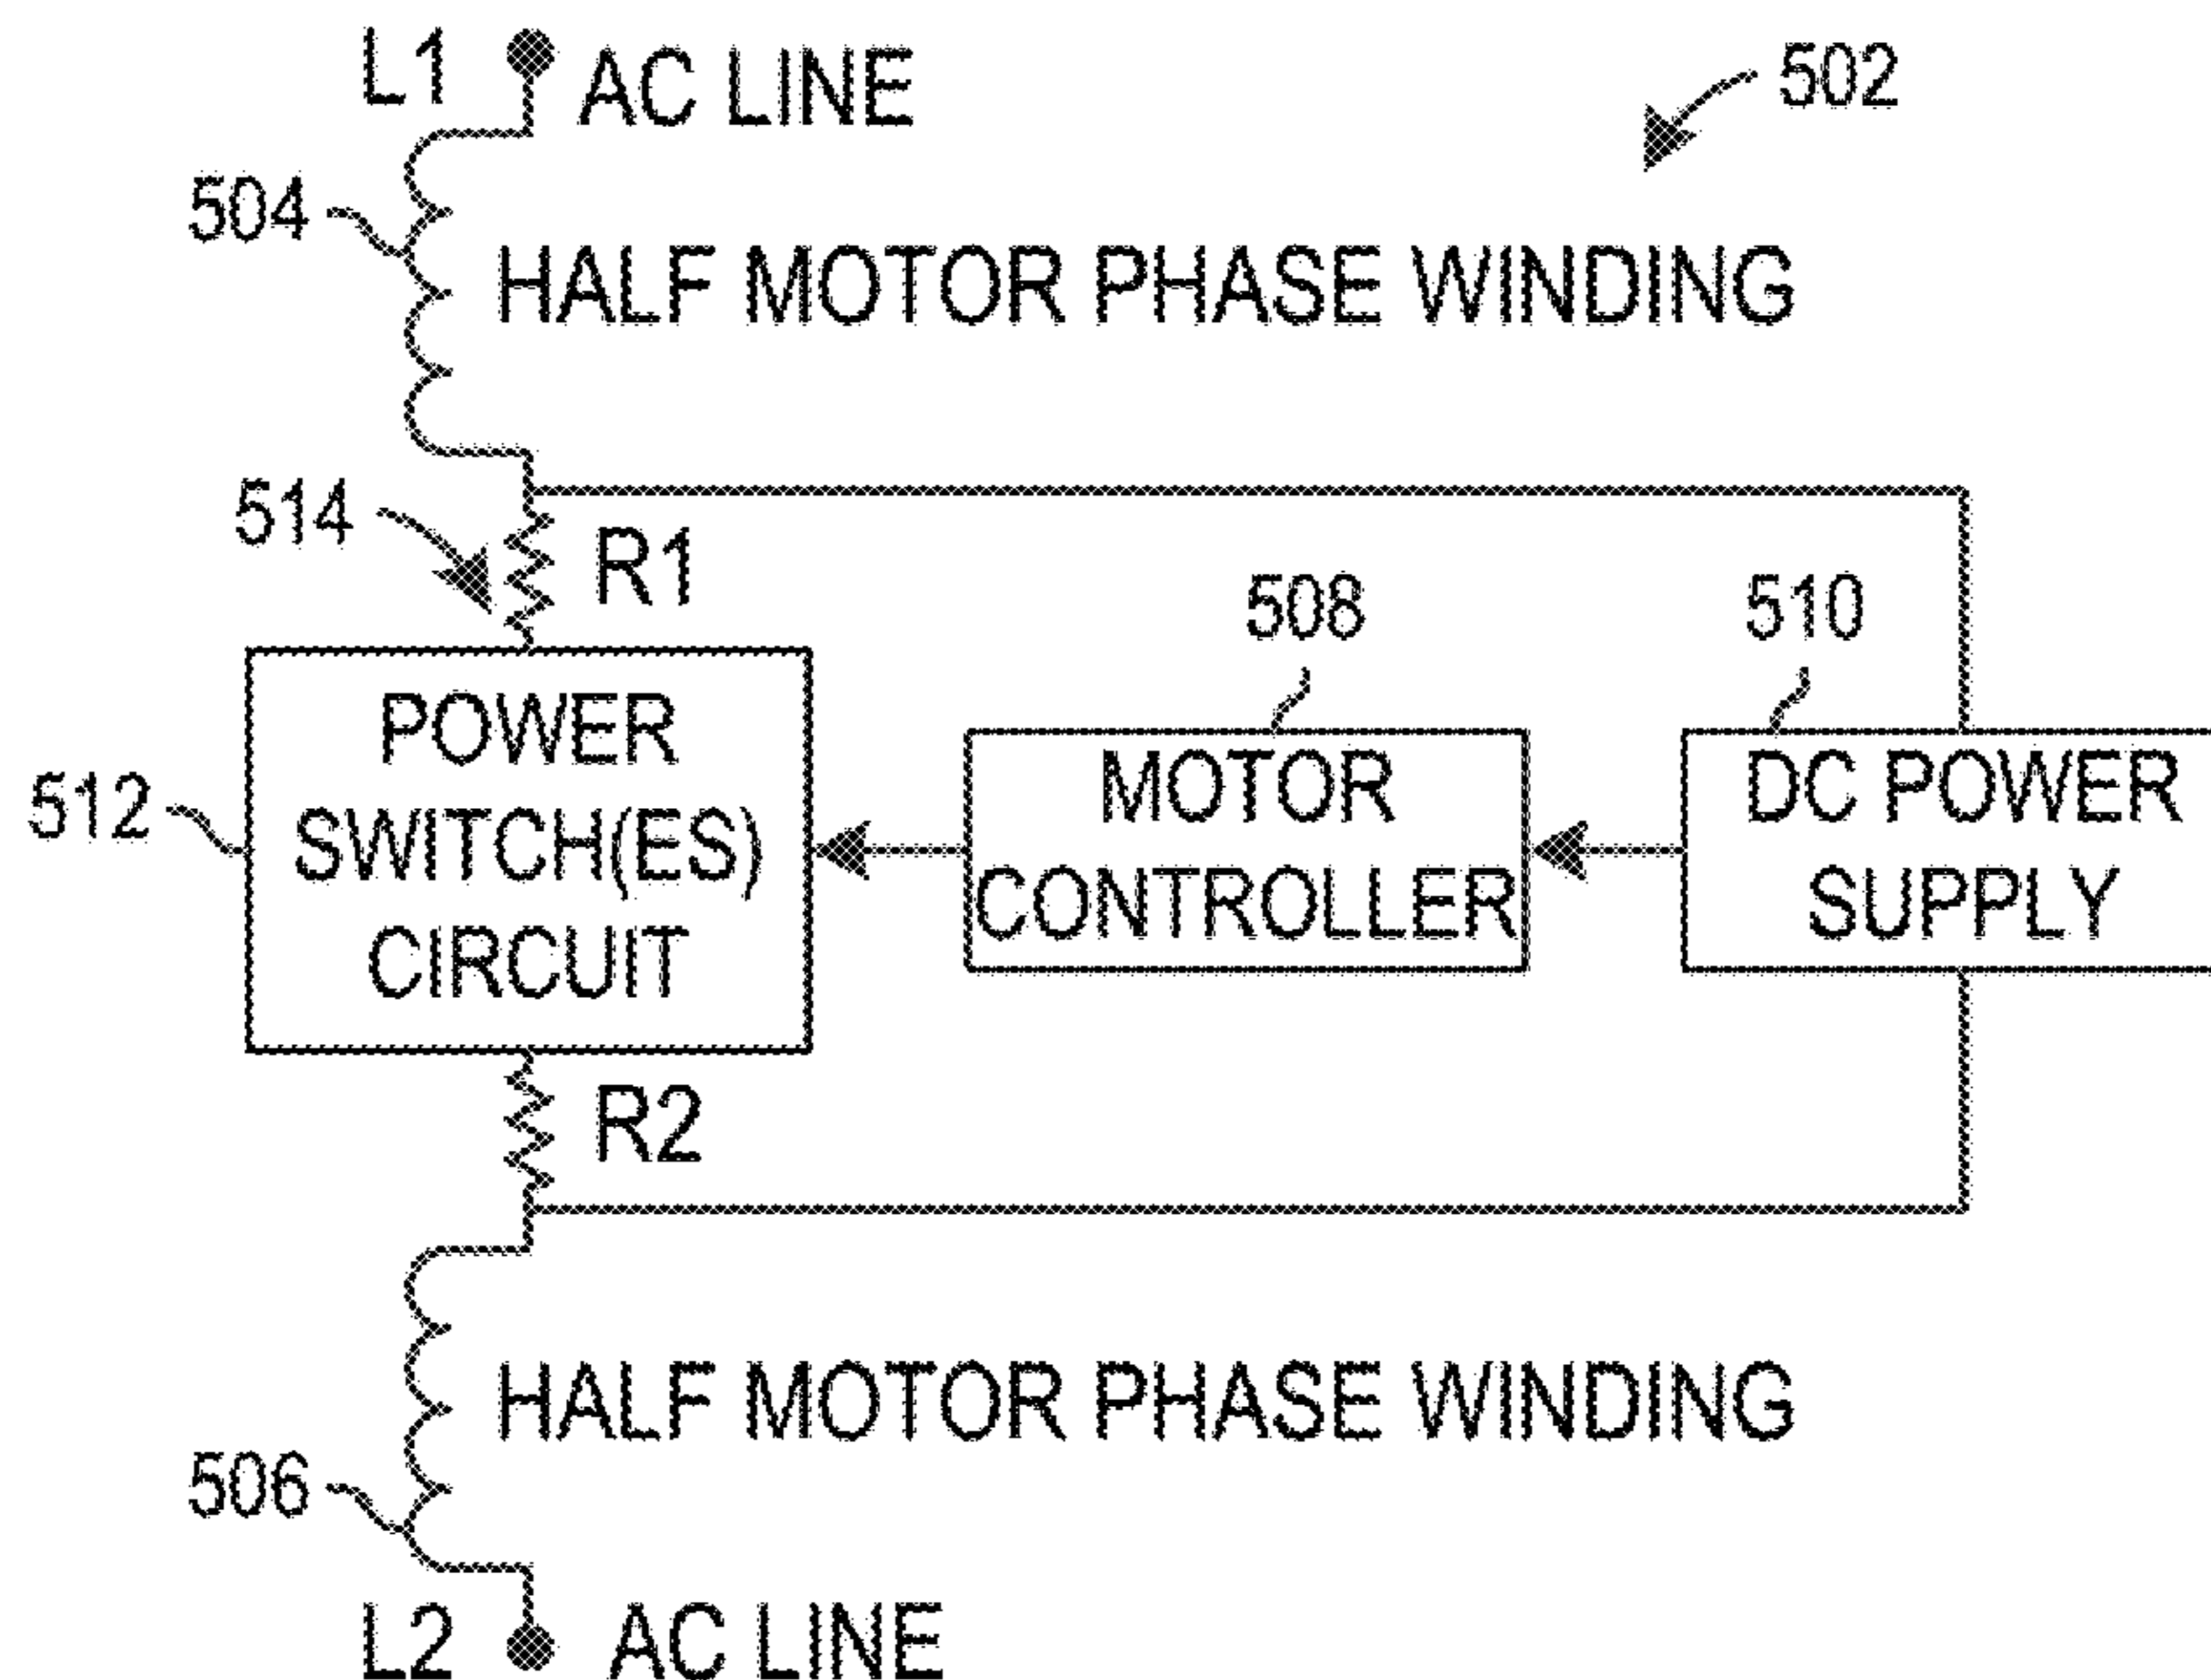 L1 AC LINE
502
504
HALF MOTOR PHASE WINDING
514
R1
508
510
POWER
SWITCH(ES)
CIRCUIT
512
MOTOR
CONTROLLER
DC POWER
SUPPLY
R2
HALF MOTOR PHASE WINDING
506
L2 AC LINE